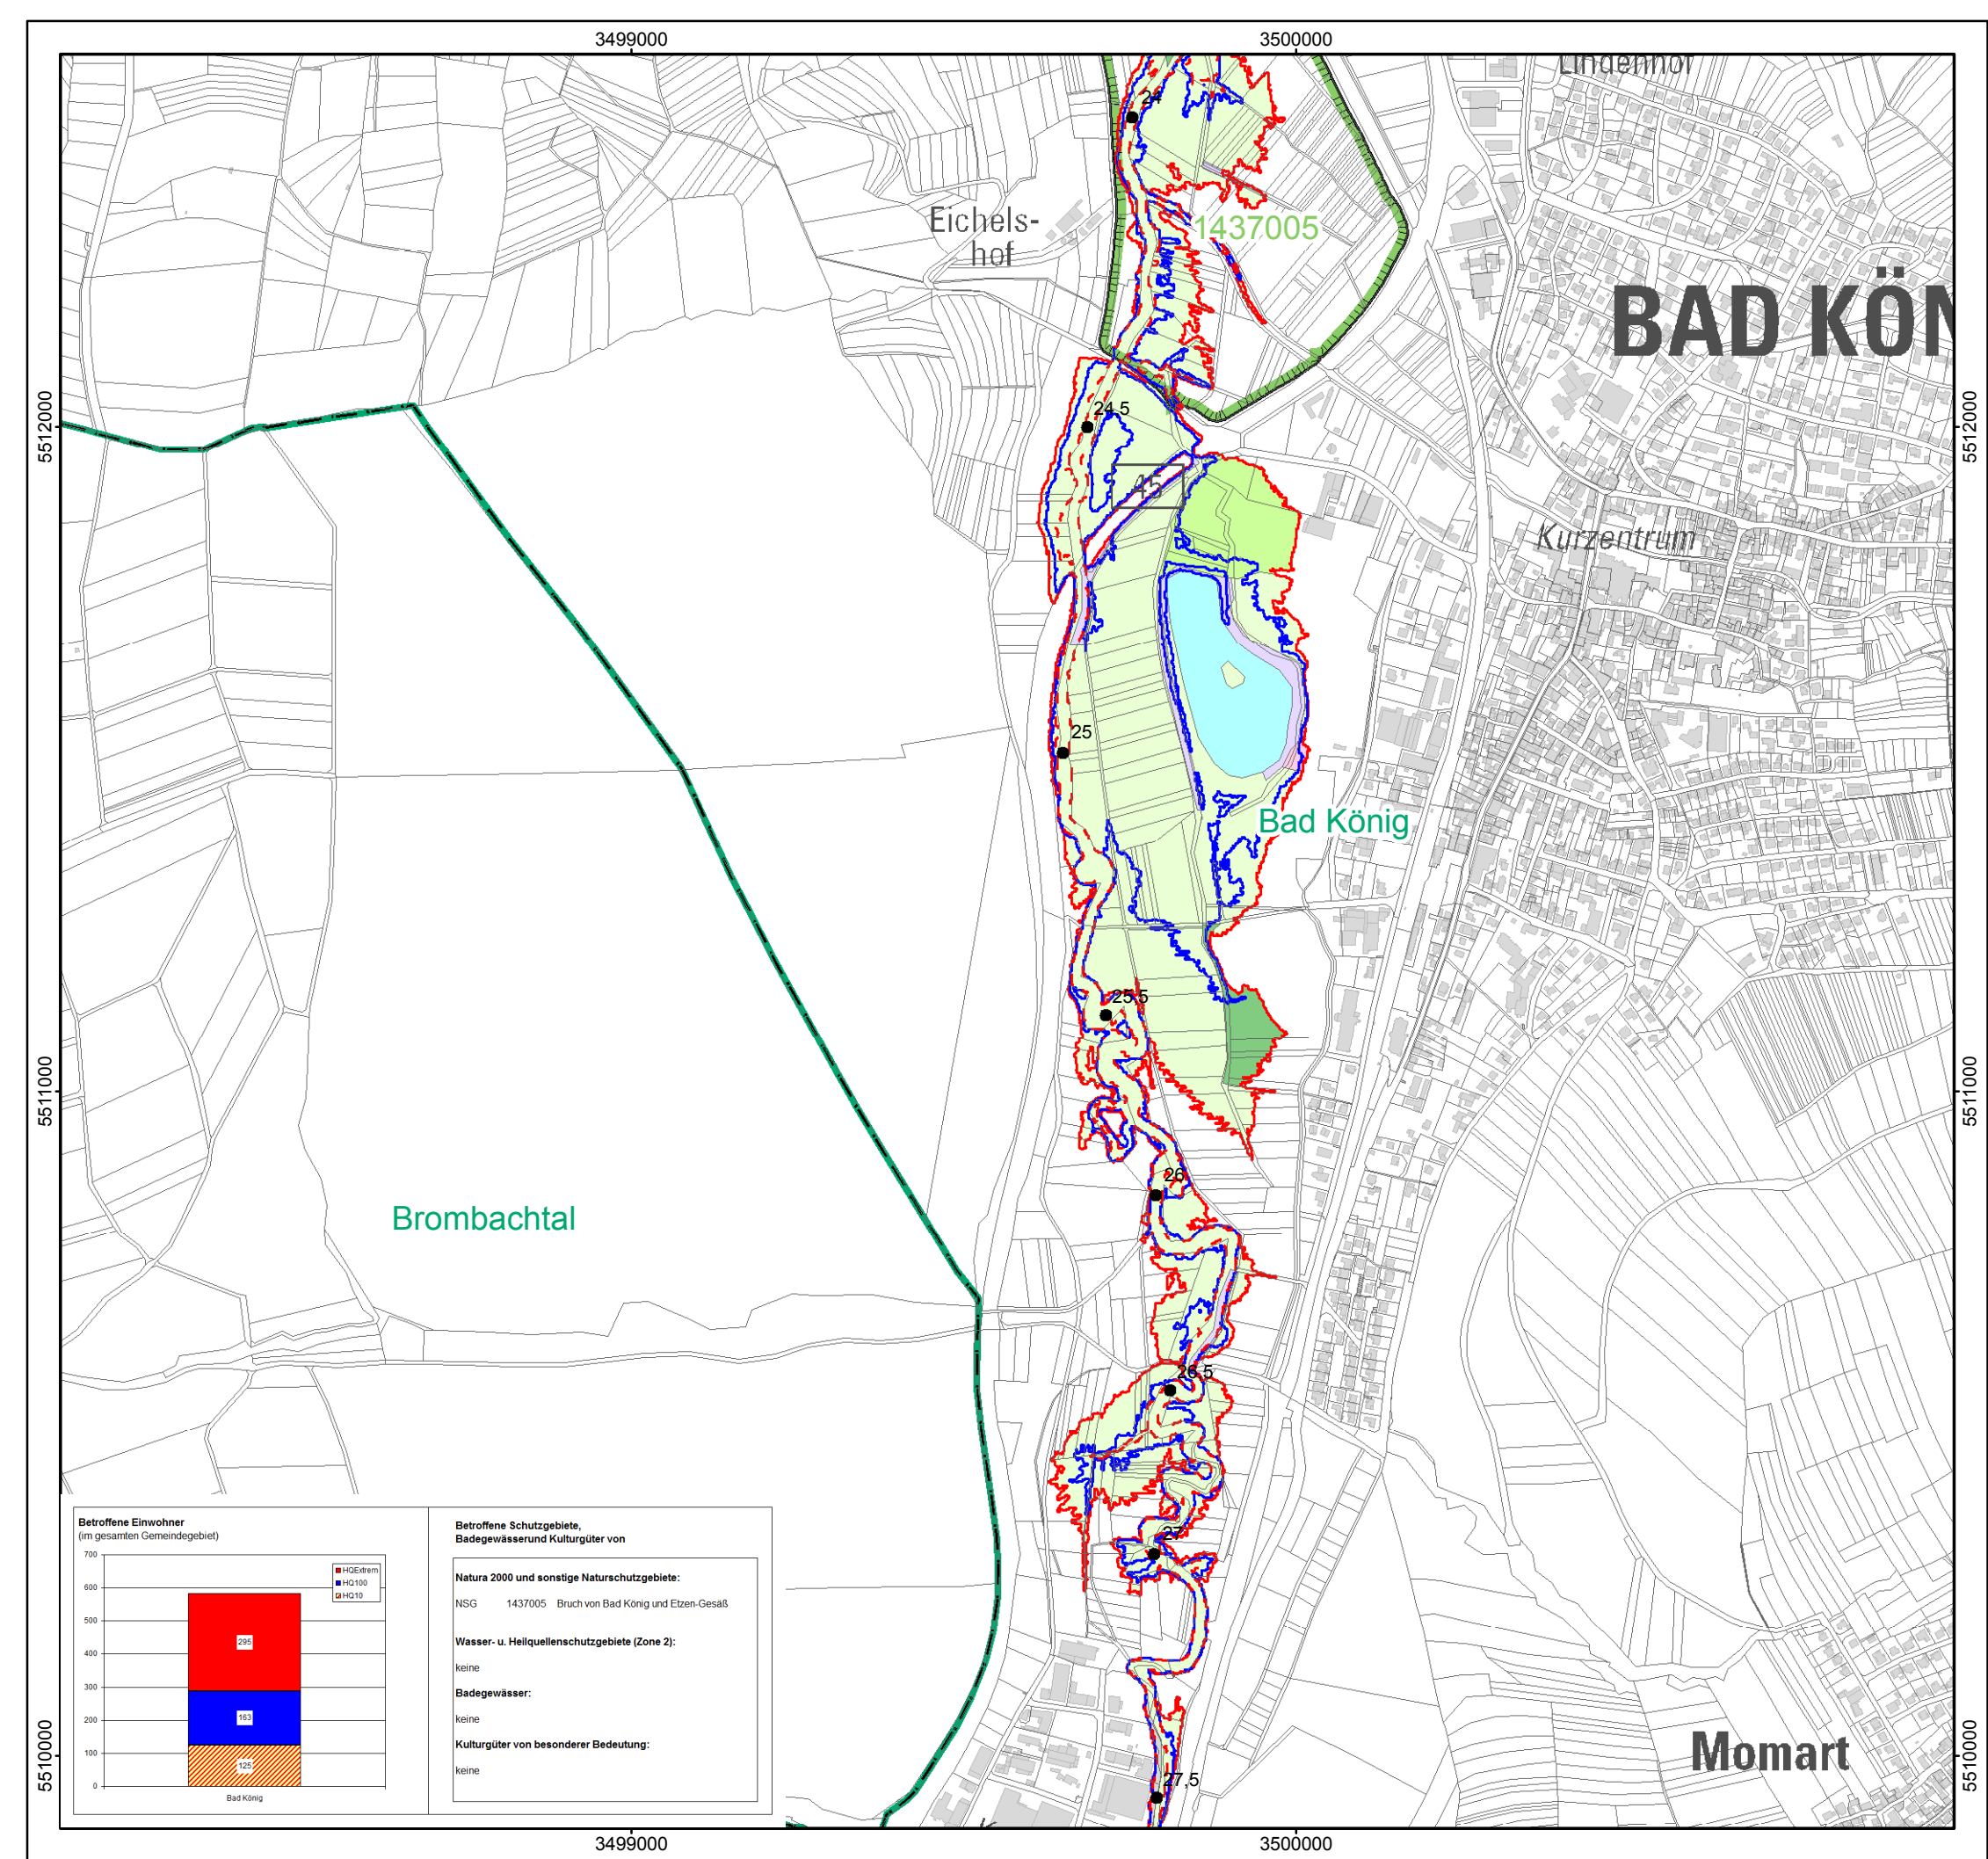 3499000
3500000
Lindenhof
24
Eichels-
hof
1437005
BAD KÖN
5512000
5512000
24,5
45
Kurzentrum
25
Bad König
25,5
5511000
5511000
26
Brombachtal
26,5
27
Momart
5510000
5510000
27,5
Betroffene Einwohner
(im gesamten Gemeindegebiet)
700
600
500
400
300
200
100
0
HQExtrem
HQ100
HQ10
295
163
125
Bad König
Betroffene Schutzgebiete,
Badegewässerund Kulturgüter von
Natura 2000 und sonstige Naturschutzgebiete:
NSG 1437005 Bruch von Bad König und Etzen-Gesäß
Wasser- u. Heilquellenschutzgebiete (Zone 2):
keine
Badegewässer:
keine
Kulturgüter von besonderer Bedeutung:
keine
3499000
3500000